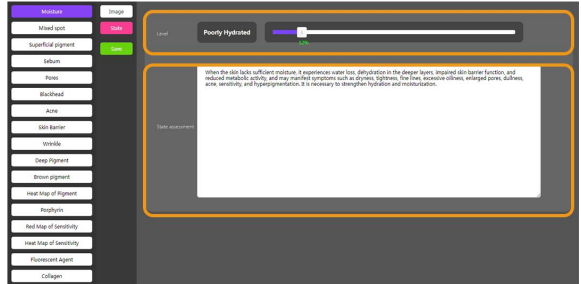 Moisture
Mixed spot
Superficial pigment
Sebum
Pores
Blackhead
Acne
Skin Barrier
Wrinkle
Deep Pigment
Brown pigment
Heat Map of Pigment
Porphyrin
Red Map of Sensitivity
Heat Map of Sensitivity
Fluorescent Agent
Collagen
Image
State
Save
Level
Poorly Hydrated
12%
State assessment
When the skin lacks sufficient moisture, it experiences water loss, dehydration in the deeper layers, impaired skin barrier function, and
reduced metabolic activity, and may manifest symptoms such as dryness, tightness, fine lines, excessive oiliness, enlarged pores, dullness,
acne, sensitivity, and hyperpigmentation. It is necessary to strengthen hydration and moisturization.